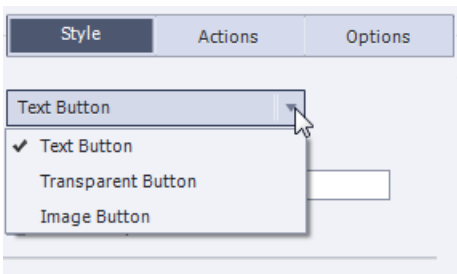 Style Actions Options
Text Button
Text Button
Transparent Button
Image Button